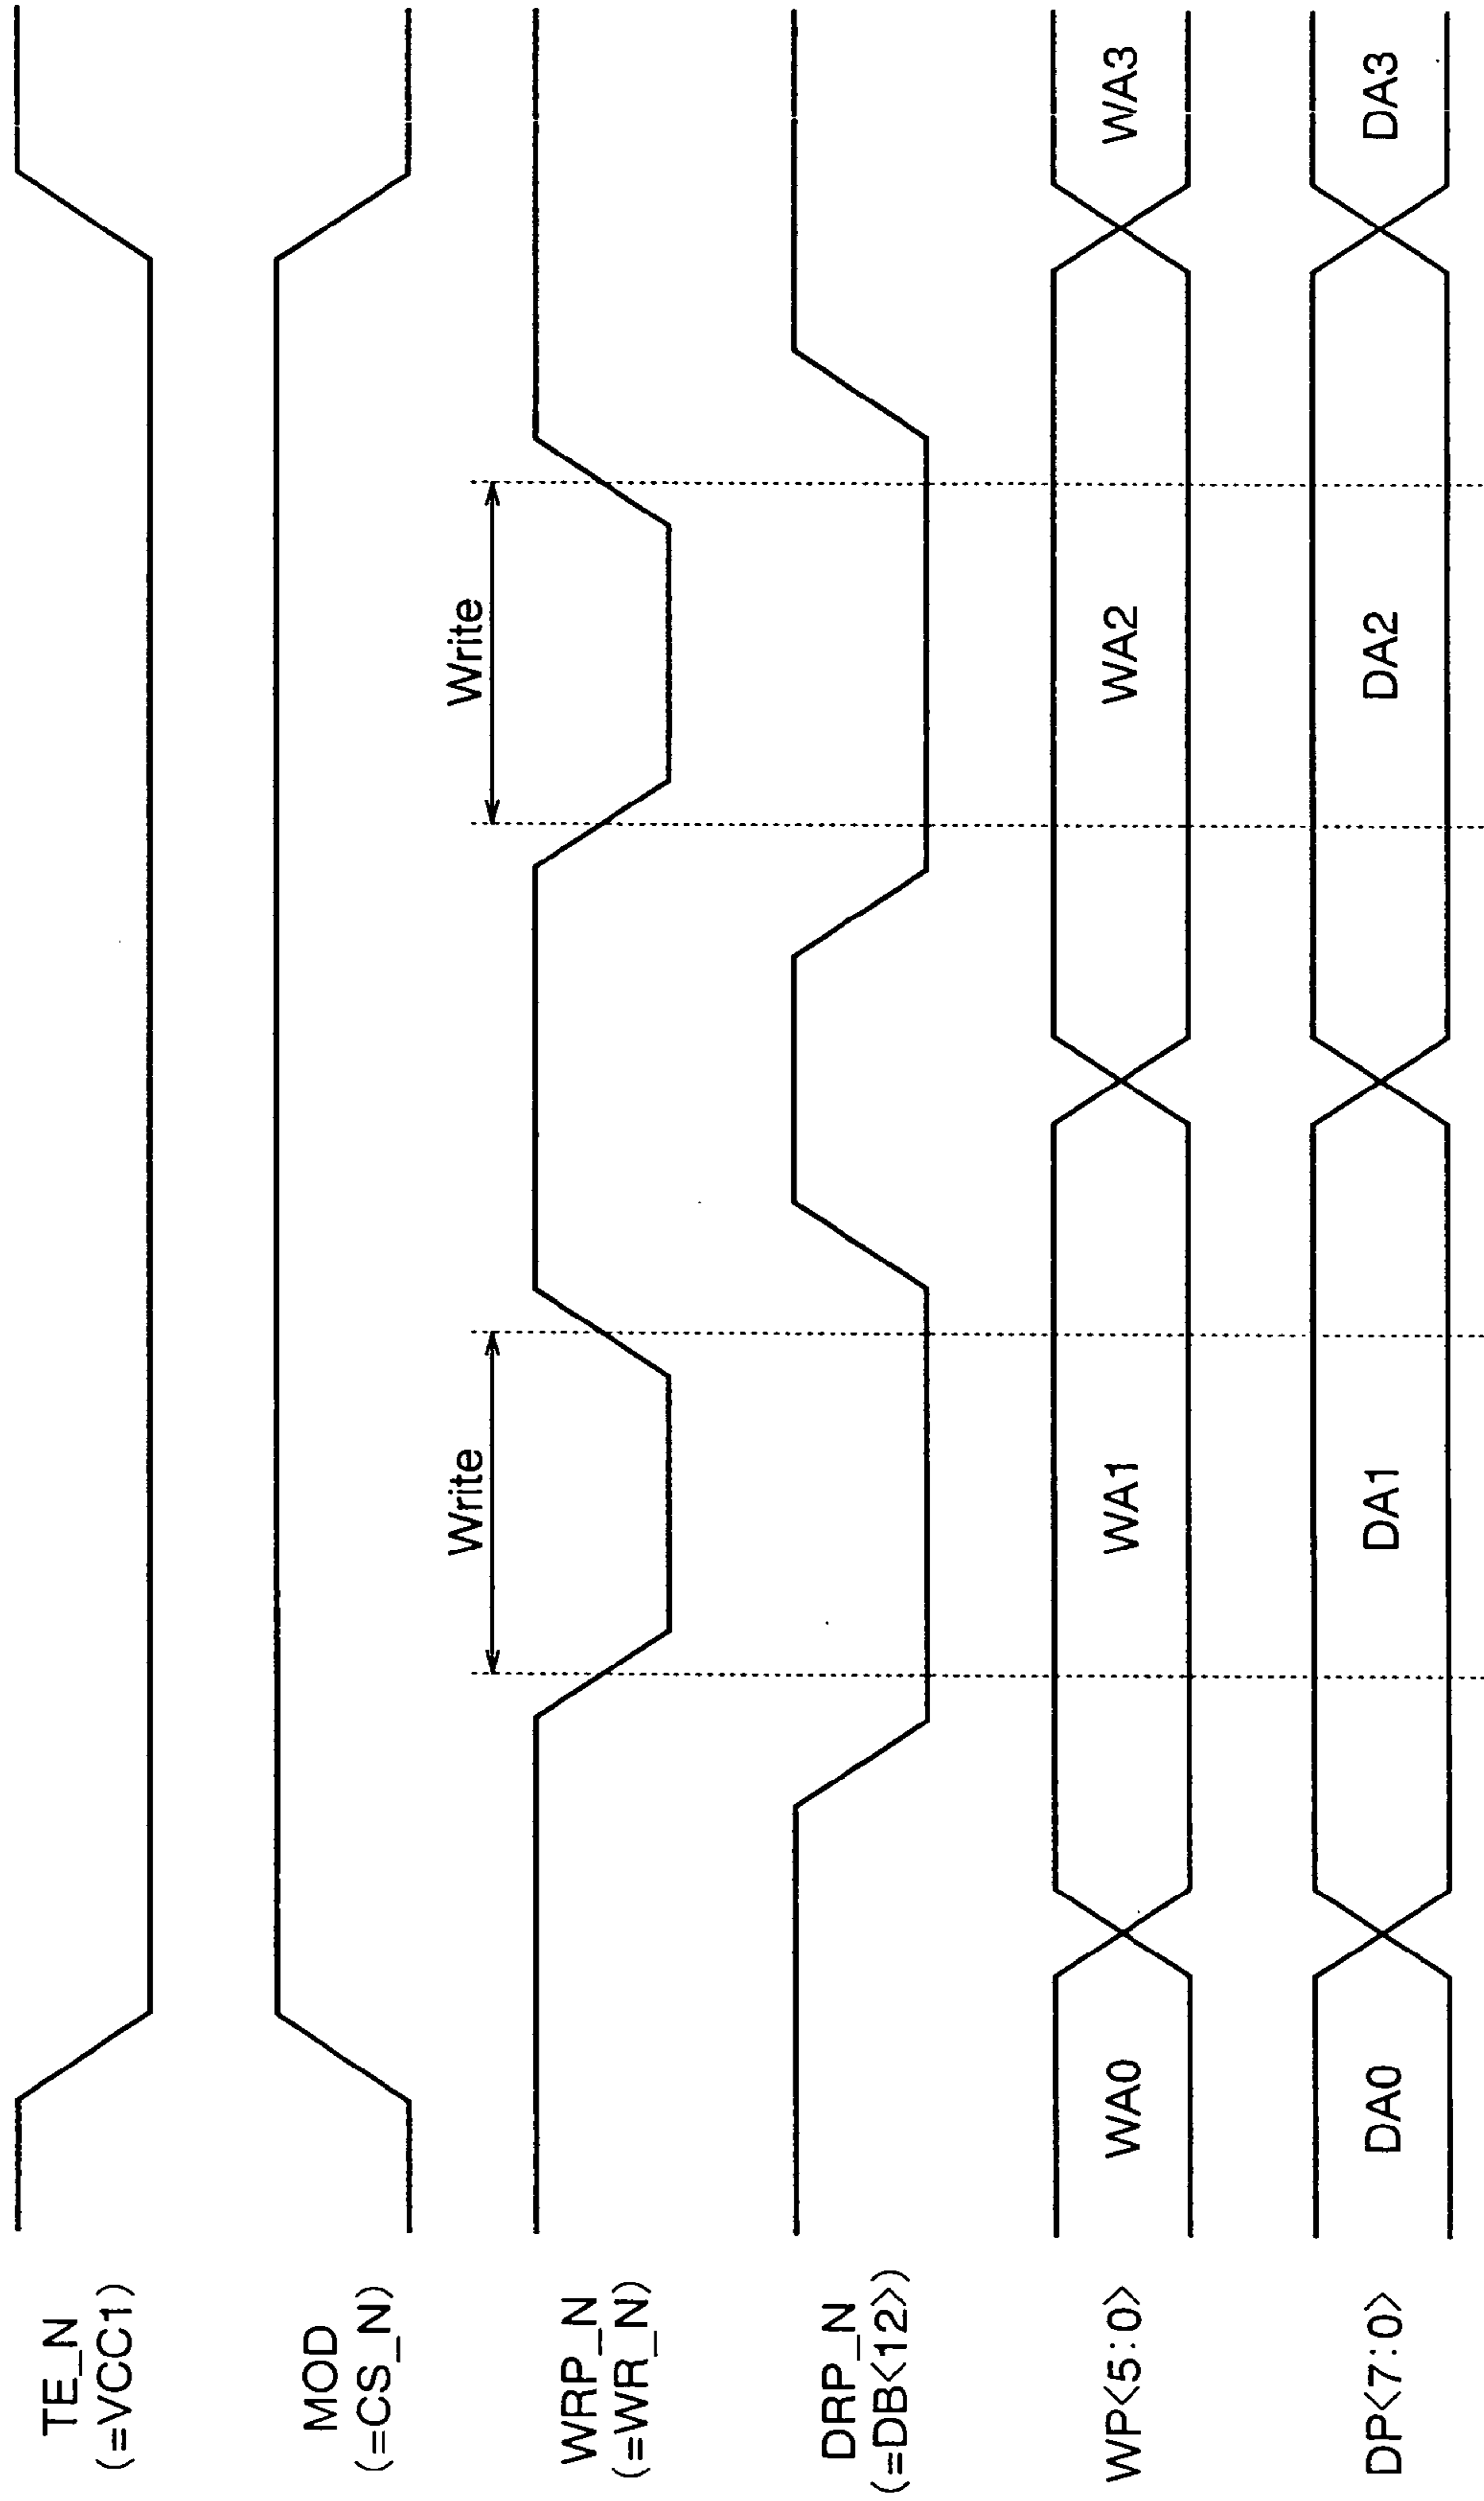 TE_N
(=VCC1)
MOD
(=CS_N)
Write
Write
WRP_N
(=WR_N)
DRP_N
(=DB<12>)
WP<5:0>
WA0
WA1
WA2
WA3
DP<7:0>
DA0
DA1
DA2
DA3